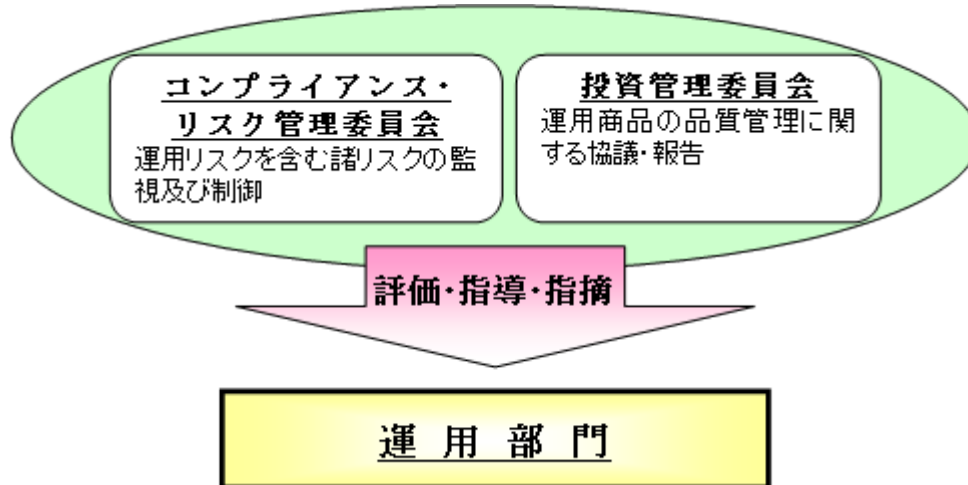 コンプライアンス・
リスク管理委員会
運用リスクを含む諸リスクの監
視及び制御
投資管理委員会
運用商品の品質管理に関
する協議・報告
評価・指導・指摘
運用部門